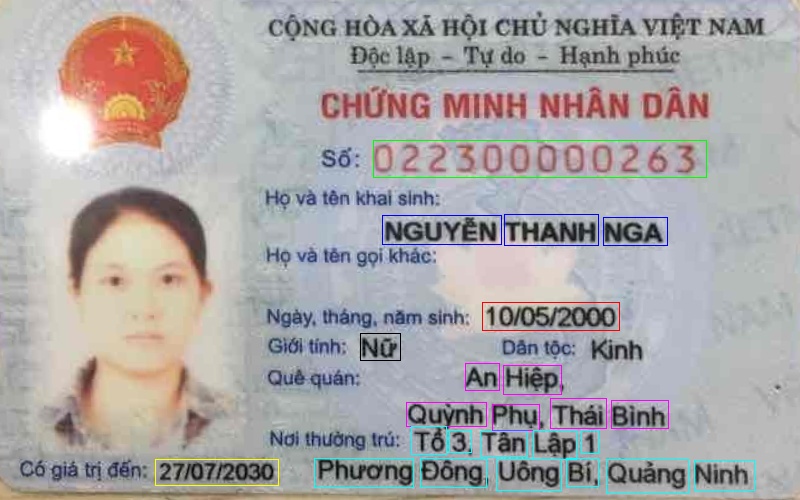 CỘNG HÒA XÃ HỘI CHỦ NGHĨA VIỆT NAM
Độc lập - Tự do - Hạnh phúc
CHỨNG MINH NHÂN DÂN
Số: 022300000263
Họ và tên khai sinh:
NGUYỄN THANH NGA
Họ và tên gọi khác:
Ngày, tháng, năm sinh: 10/05/2000
Giới tính: Nữ Dân tộc: Kinh
Quê quán: An Hiệp,
Quỳnh Phụ, Thái Bình
Nơi thường trú: Tổ 3, Tân Lập 1
Có giá trị đến: 27/07/2030 Phương Đông, Uông Bí, Quảng Ninh